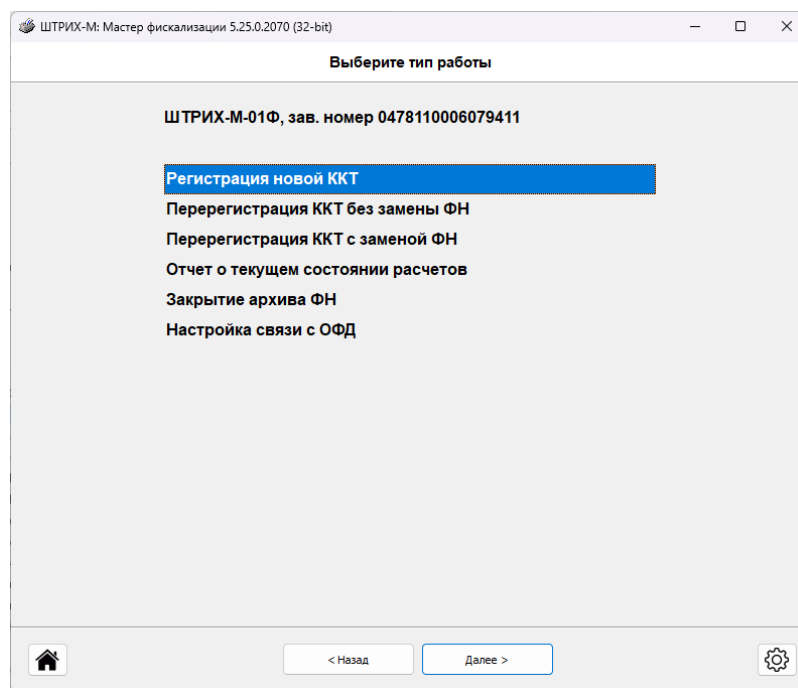 ШТРИХ-М: Мастер фискализации 5.25.0.2070 (32-bit)
Выберите тип работы
ШТРИХ-М-01Ф, зав. номер 0478110006079411
Регистрация новой ККТ
Перерегистрация ККТ без замены ФН
Перерегистрация ККТ с заменой ФН
Отчет о текущем состоянии расчетов
Закрытие архива ФН
Настройка связи с ОФД
< Назад
Далее >